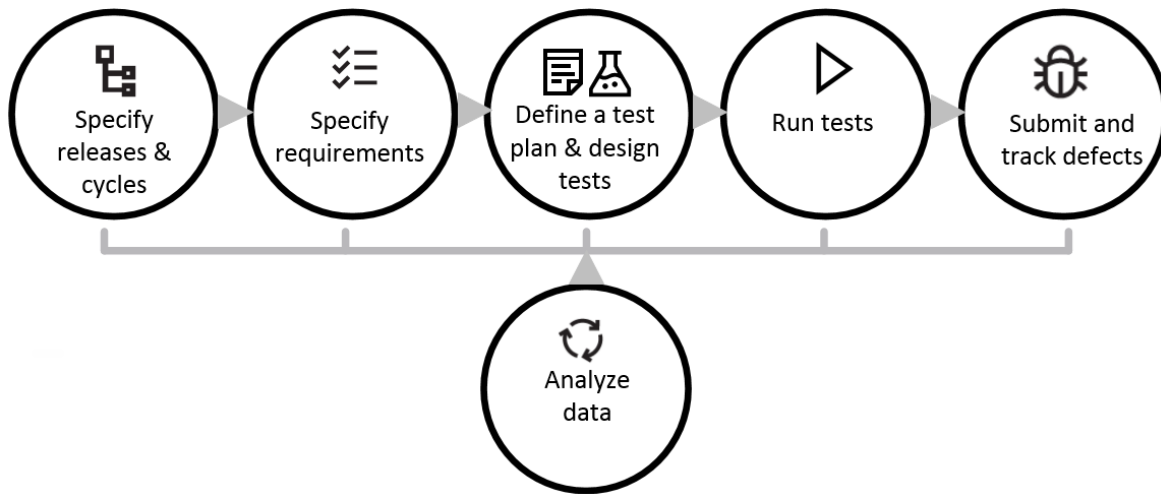 Specify
releases &
cycles
Specify
requirements
Define a test
plan & design
tests
Run tests
Submit and
track defects
Analyze
data